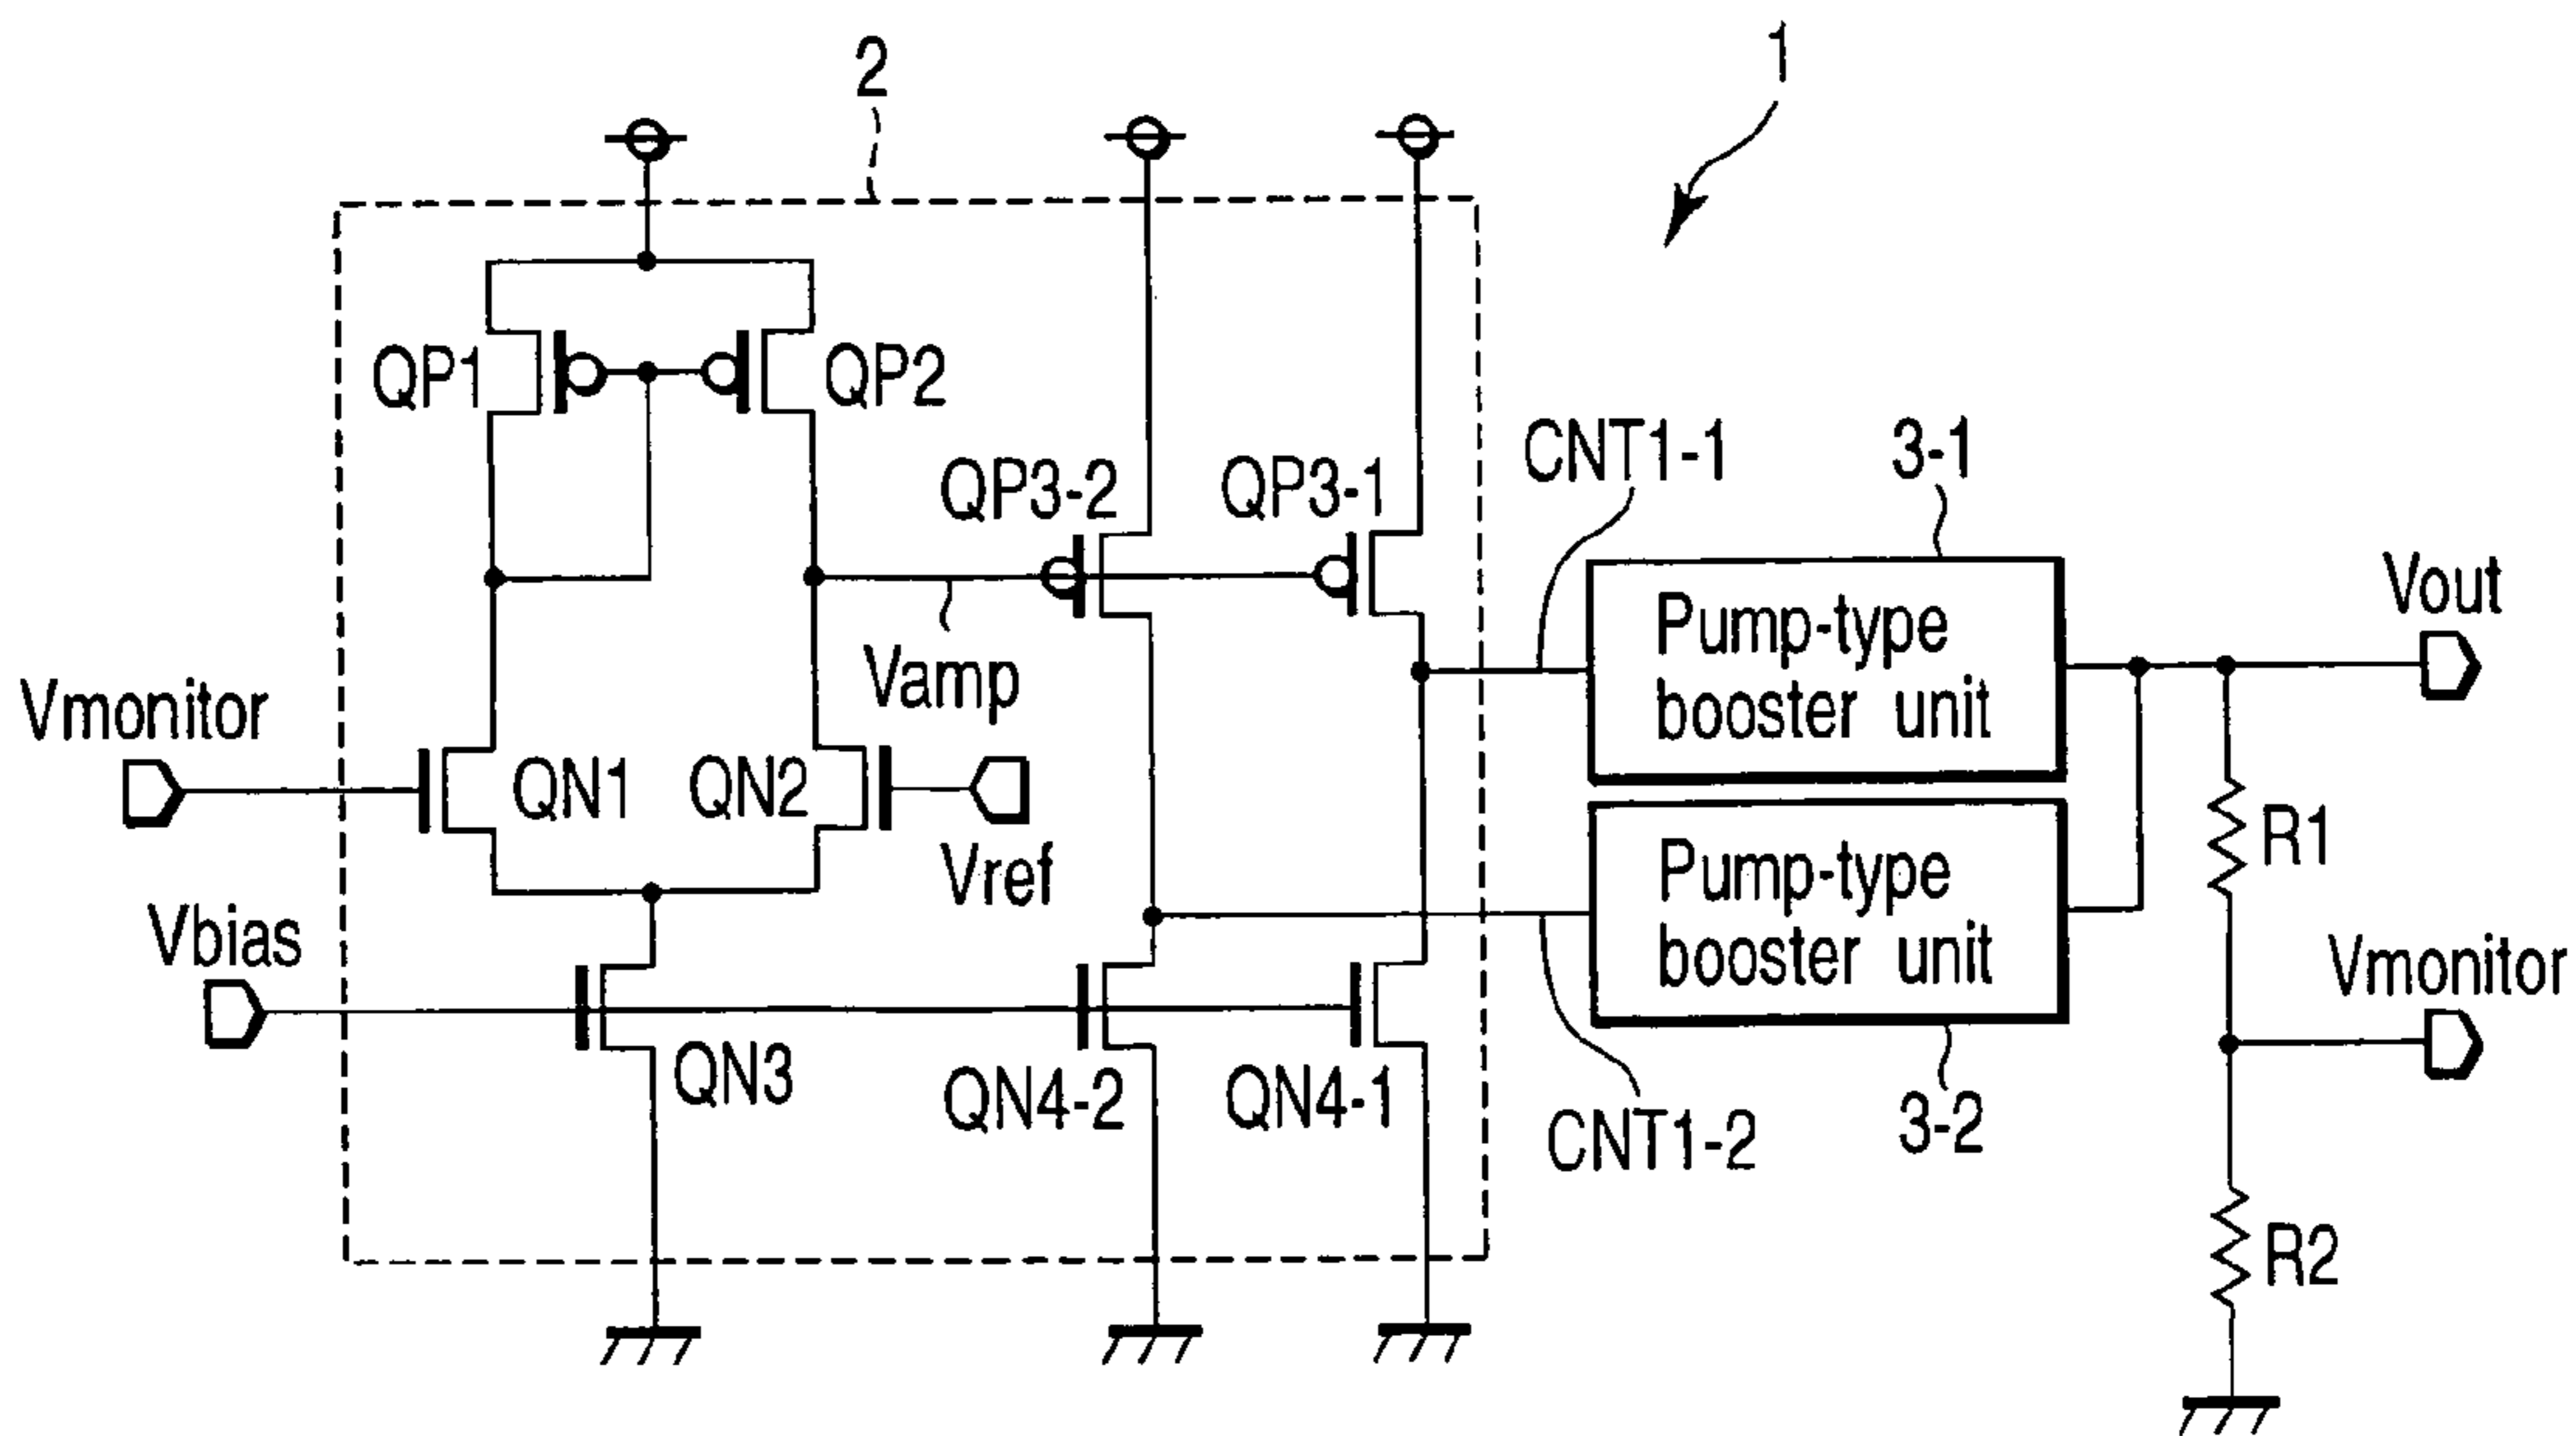 1
2
QP1
QP2
QP3-2
QP3-1
CNT1-1
3-1
Vout
Pump-type
booster unit
Vamp
Vmonitor
QN1
QN2
Vref
R1
Pump-type
booster unit
Vbias
Vmonitor
QN3
QN4-2
QN4-1
CNT1-2
3-2
R2